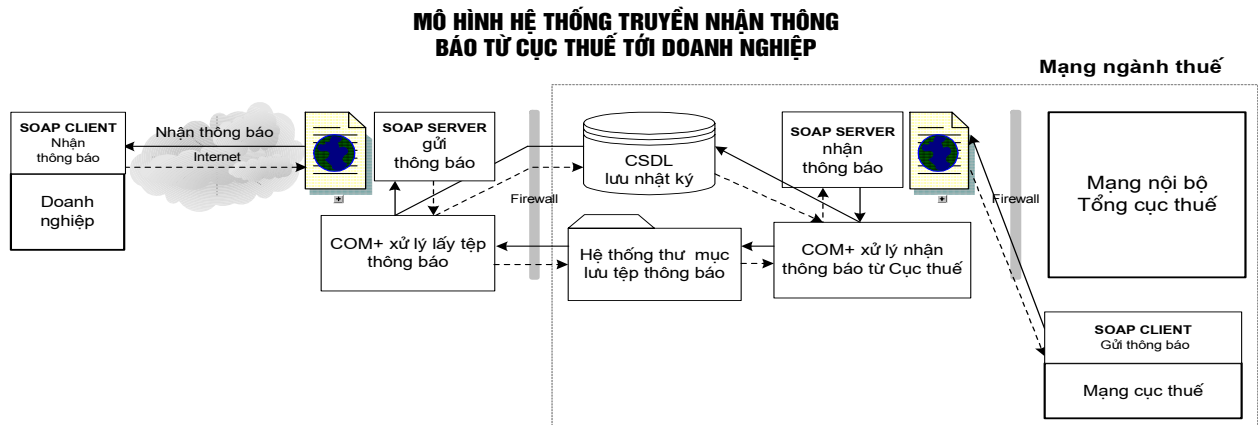 MÔ HÌNH HỆ THỐNG TRUYỀN NHẬN THÔNG
BÁO TỪ CỤC THUẾ TỚI DOANH NGHIỆP
Mạng ngành thuế
SOAP CLIENT
Nhận
thông báo
Doanh
nghiệp
Nhận thông báo
Internet
SOAP SERVER
gửi
thông báo
COM+ xử lý lấy tệp
thông báo
Firewall
CSDL
lưu nhật ký
Hệ thống thư mục
lưu tệp thông báo
SOAP SERVER
nhận
thông báo
COM+ xử lý nhận
thông báo từ Cục thuế
Firewall
Mạng nội bộ
Tổng cục thuế
SOAP CLIENT
Gửi thông báo
Mạng cục thuế